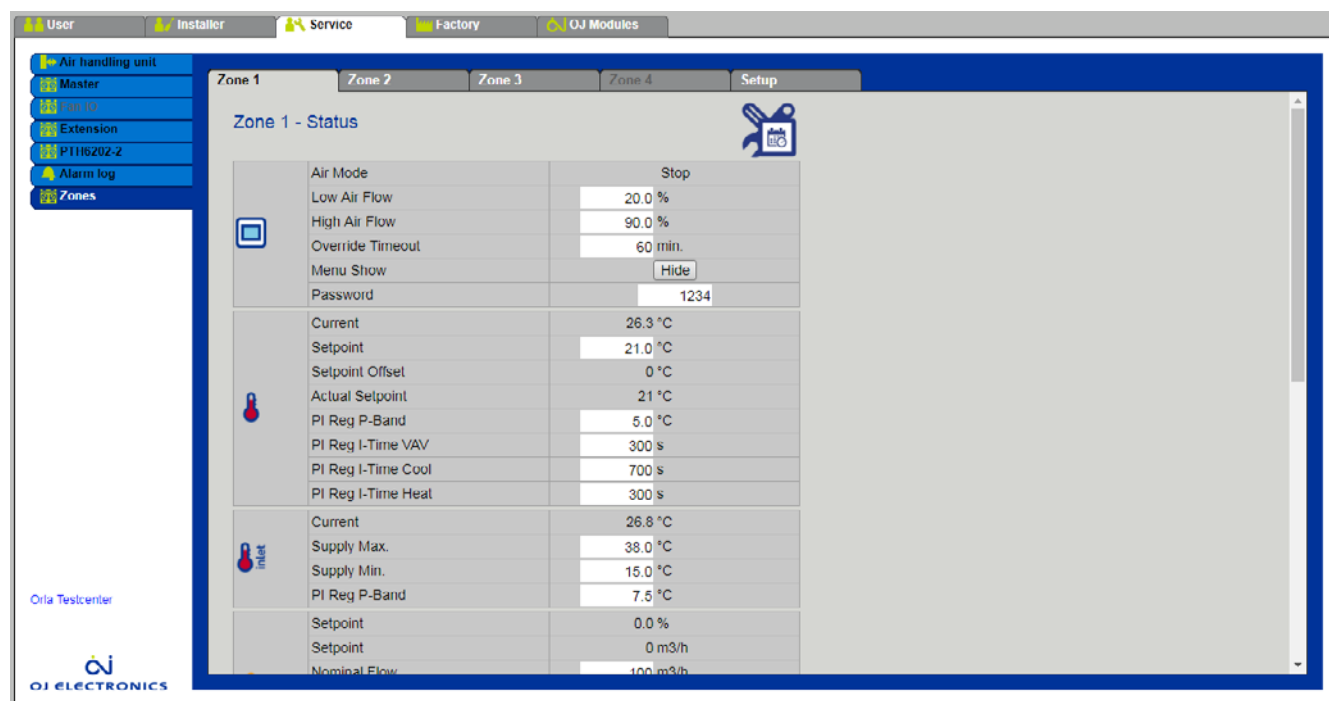 User Installer Service Factory OJ Modules
Air handling unit
Master
Fan IO
Extension
PTH6202-2
Alarm log
Zones
Zone 1 Zone 2 Zone 3 Zone 4 Setup
Zone 1 - Status
Air Mode Stop
Low Air Flow 20.0 %
High Air Flow 90.0 %
Override Timeout 60 min.
Menu Show Hide
Password 1234
Current 26.3 °C
Setpoint 21.0 °C
Setpoint Offset 0 °C
Actual Setpoint 21 °C
PI Reg P-Band 5.0 °C
PI Reg I-Time VAV 300 s
PI Reg I-Time Cool 700 s
PI Reg I-Time Heat 300 s
inlet
Current 26.8 °C
Supply Max. 38.0 °C
Supply Min. 15.0 °C
PI Reg P-Band 7.5 °C
Setpoint 0.0 %
Setpoint 0 m3/h
Nominal Flow 100 m3/h
Orla Testcenter
OJ
OJ ELECTRONICS